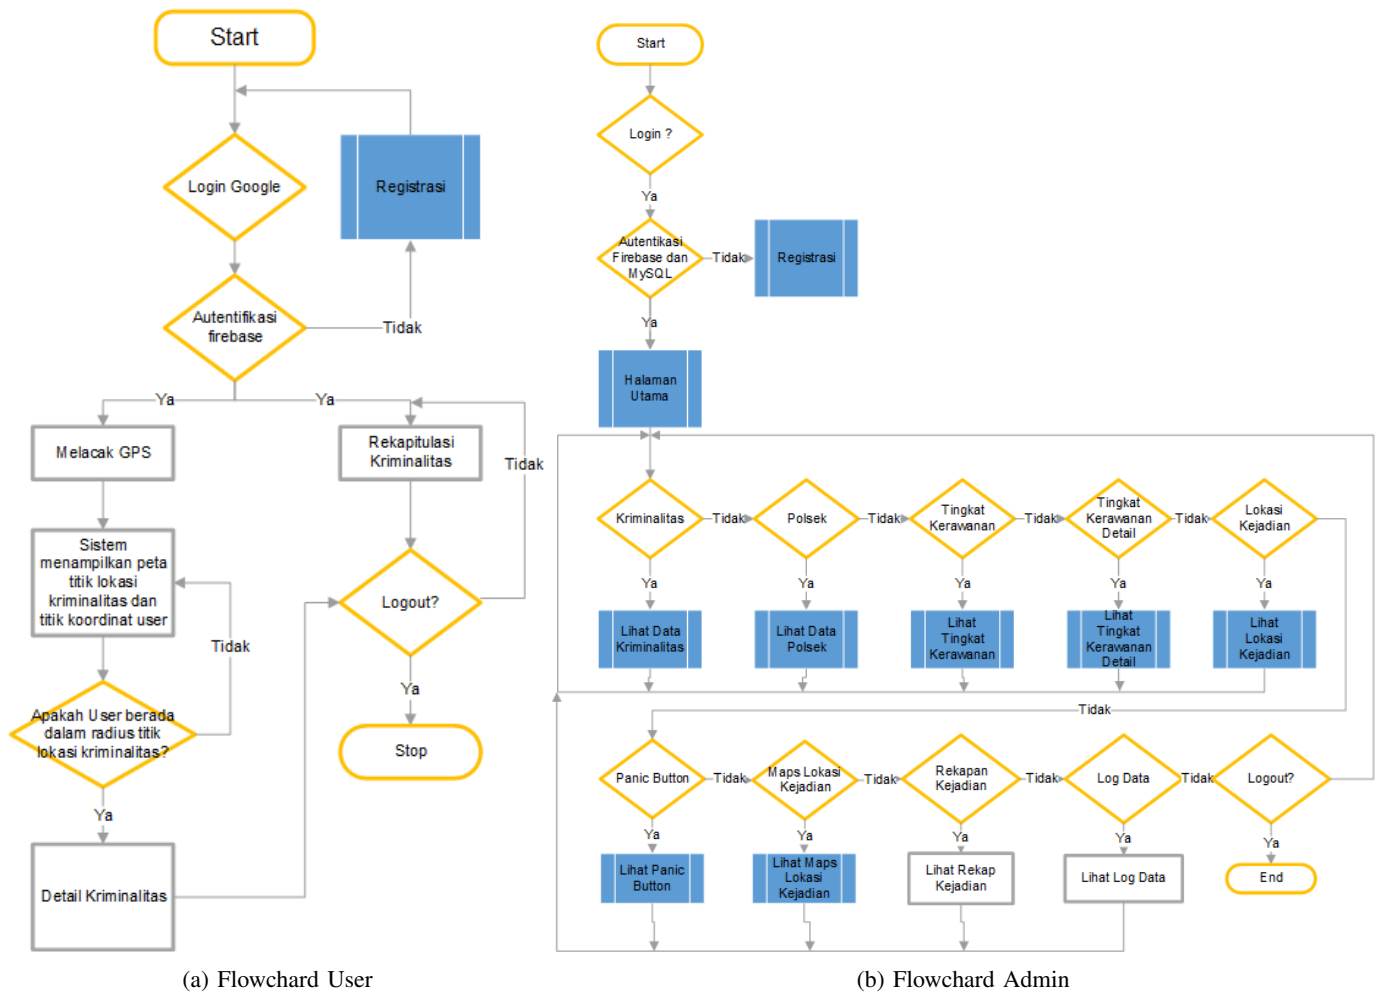 Start
Login Google
Registrasi
Autentifikasi
firebase
Tidak
Ya
Ya
Melacak GPS
Rekapitulasi
Kriminalitas
Tidak
Sistem
menampilkan peta
titik lokasi
kriminalitas dan
titik koordinat user
Logout?
Tidak
Ya
Apakah User berada
dalam radius titik
lokasi kriminalitas?
Stop
Ya
Detail Kriminalitas
(a) Flowchard User
Start
Login ?
Ya
Autentikasi
Firebase dan
MySQL
Tidak
Registrasi
Ya
Halaman
Utama
Kriminalitas
Tidak
Polsek
Tidak
Tingkat
Kerawanan
Tidak
Tingkat
Kerawanan
Detail
Tidak
Lokasi
Kejadian
Ya
Ya
Ya
Ya
Ya
Lihat Data
Kriminalitas
Lihat Data
Polsek
Lihat
Tingkat
Kerawanan
Lihat
Tingkat
Kerawanan
Detail
Lihat
Lokasi
Kejadian
Tidak
Panic Button
Tidak
Maps Lokasi
Kejadian
Tidak
Rekapan
Kejadian
Tidak
Log Data
Tidak
Logout?
Ya
Ya
Ya
Ya
Ya
Lihat Panic
Button
Lihat Maps
Lokasi
Kejadian
Lihat Rekap
Kejadian
Lihat Log Data
End
(b) Flowchard Admin